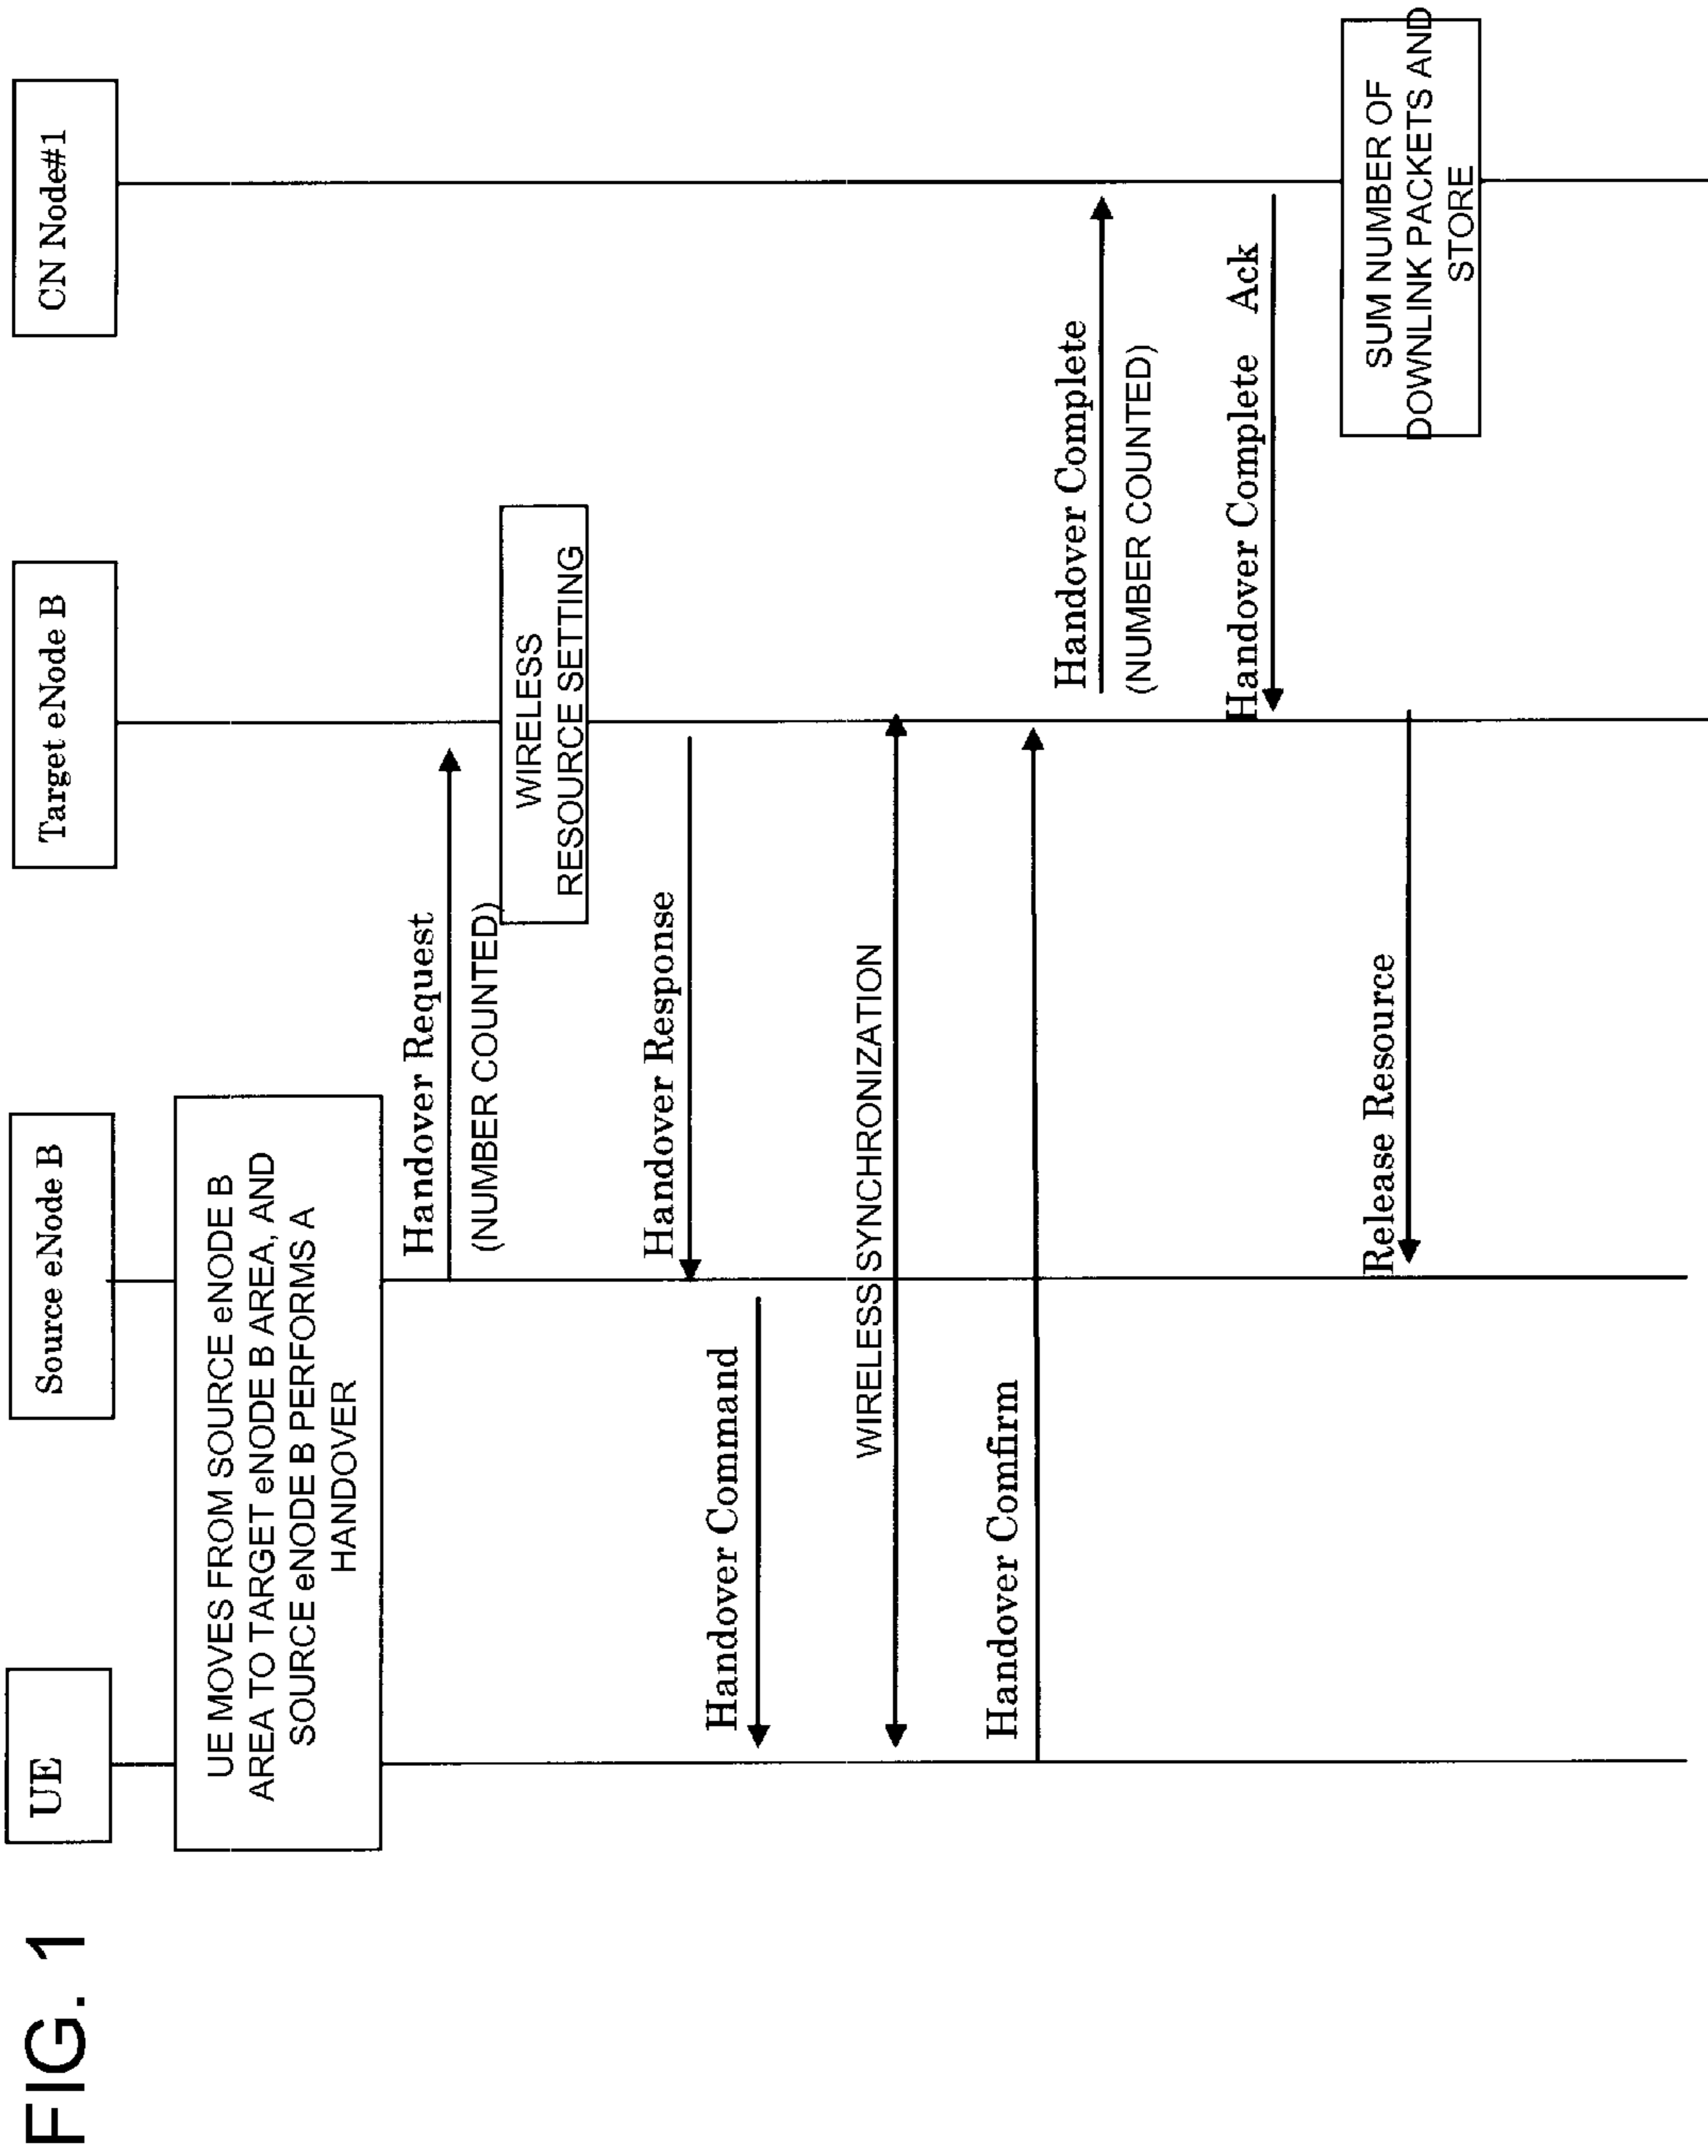 FIG. 1
UE
Source eNode B
Target eNode B
CN Node#1
UE MOVES FROM SOURCE eNODE B
AREA TO TARGET eNODE B AREA, AND
SOURCE eNODE B PERFORMS A
HANDOVER
Handover Request
(NUMBER COUNTED)
WIRELESS
RESOURCE SETTING
Handover Response
Handover Command
WIRELESS SYNCHRONIZATION
Handover Confirm
Handover Complete
(NUMBER COUNTED)
Handover Complete Ack
SUM NUMBER OF
DOWNLINK PACKETS AND
STORE
Release Resource